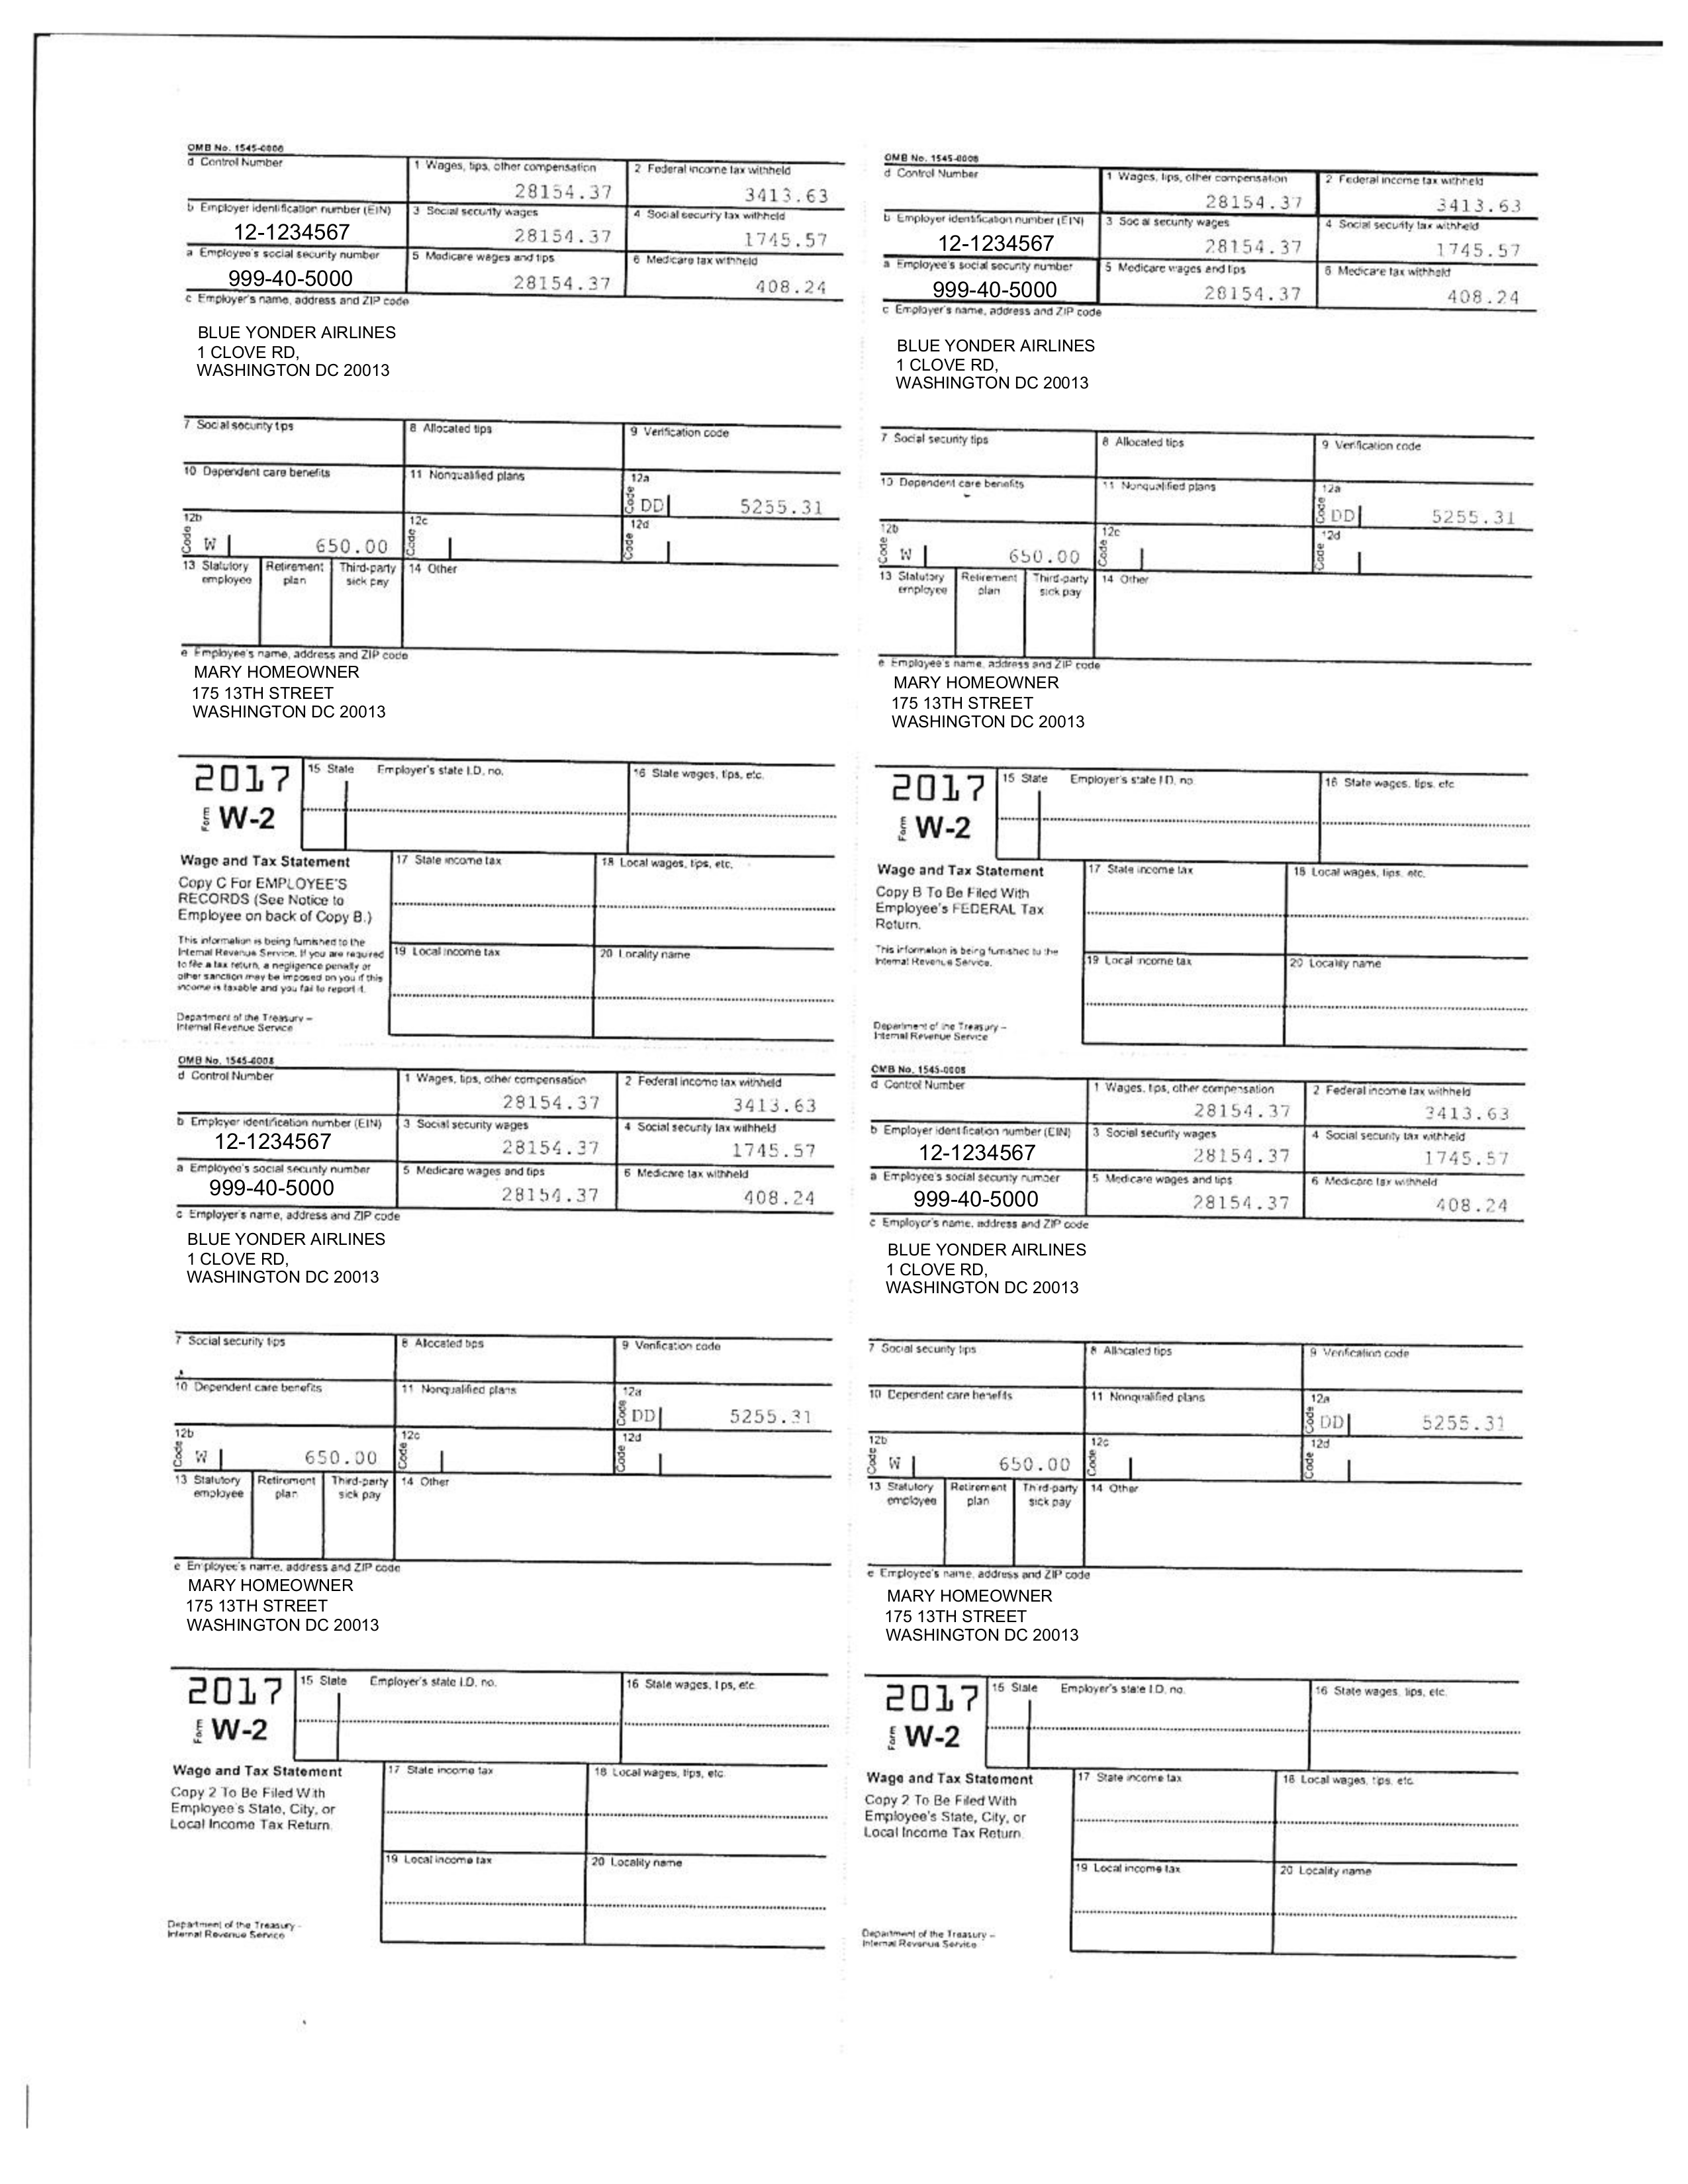 OMB No. 1545-0008
d Control Number
1 Wages, tips, other compensation
28154.37
2 Federal income tax withheld
3413.63
b Employer identification number (EIN)
12-1234567
3 Social security wages
28154.37
4 Social security tax withheld
1745.57
a Employee's social security number
999-40-5000
5 Medicare wages and tips
28154.37
6 Medicare tax withheld
408.24
c Employer's name, address and ZIP code
BLUE YONDER AIRLINES
1 CLOVE RD,
WASHINGTON DC 20013
7 Social security tips
8 Allocated tips
9 Verification code
10 Dependent care benefits
11 Nonqualified plans
12a
Code DD 5255.31
12b
Code W 650.00
12c
Code
12d
Code
13 Statutory employee
Retirement plan
Third-party sick pay
14 Other
e Employee's name, address and ZIP code
MARY HOMEOWNER
175 13TH STREET
WASHINGTON DC 20013
2017
Form W-2
15 State Employer's state I.D. no.
16 State wages, tips, etc.
Wage and Tax Statement
Copy C For EMPLOYEE'S
RECORDS (See Notice to
Employee on back of Copy B.)
This information is being furnished to the
Internal Revenue Service. If you are required
to file a tax return, a negligence penalty or
other sanction may be imposed on you if this
income is taxable and you fail to report it.
Department of the Treasury –
Internal Revenue Service
17 State income tax
18 Local wages, tips, etc.
19 Local income tax
20 Locality name
OMB No. 1545-0008
d Control Number
1 Wages, tips, other compensation
28154.37
2 Federal income tax withheld
3413.63
b Employer identification number (EIN)
12-1234567
3 Social security wages
28154.37
4 Social security tax withheld
1745.57
a Employee's social security number
999-40-5000
5 Medicare wages and tips
28154.37
6 Medicare tax withheld
408.24
c Employer's name, address and ZIP code
BLUE YONDER AIRLINES
1 CLOVE RD,
WASHINGTON DC 20013
7 Social security tips
8 Allocated tips
9 Verification code
10 Dependent care benefits
11 Nonqualified plans
12a
Code DD 5255.31
12b
Code W 650.00
12c
Code
12d
Code
13 Statutory employee
Retirement plan
Third-party sick pay
14 Other
e Employee's name, address and ZIP code
MARY HOMEOWNER
175 13TH STREET
WASHINGTON DC 20013
2017
Form W-2
15 State Employer's state I.D. no
16 State wages, tips, etc
Wage and Tax Statement
Copy B To Be Filed With
Employee's FEDERAL Tax
Return.
This information is being furnished to the
Internal Revenue Service.
Department of the Treasury –
Internal Revenue Service
17 State income tax
18 Local wages, tips, etc.
19 Local income tax
20 Locality name
OMB No. 1545-0008
d Control Number
1 Wages, tips, other compensation
28154.37
2 Federal income tax withheld
3413.63
b Employer identification number (EIN)
12-1234567
3 Social security wages
28154.37
4 Social security tax withheld
1745.57
a Employee's social security number
999-40-5000
5 Medicare wages and tips
28154.37
6 Medicare tax withheld
408.24
c Employer's name, address and ZIP code
BLUE YONDER AIRLINES
1 CLOVE RD,
WASHINGTON DC 20013
7 Social security tips
8 Allocated tips
9 Verification code
10 Dependent care benefits
11 Nonqualified plans
12a
Code DD 5255.31
12b
Code W 650.00
12c
Code
12d
Code
13 Statutory employee
Retirement plan
Third-party sick pay
14 Other
e Employee's name, address and ZIP code
MARY HOMEOWNER
175 13TH STREET
WASHINGTON DC 20013
2017
Form W-2
15 State Employer's state I.D. no.
16 State wages, tips, etc
Wage and Tax Statement
Copy 2 To Be Filed With
Employee's State, City, or
Local Income Tax Return.
Department of the Treasury -
Internal Revenue Service
17 State income tax
18 Local wages, tips, etc
19 Local income tax
20 Locality name
OMB No. 1545-0008
d Control Number
1 Wages, tips, other compensation
28154.37
2 Federal income tax withheld
3413.63
b Employer identification number (EIN)
12-1234567
3 Social security wages
28154.37
4 Social security tax withheld
1745.57
a Employee's social security number
999-40-5000
5 Medicare wages and tips
28154.37
6 Medicare tax withheld
408.24
c Employer's name, address and ZIP code
BLUE YONDER AIRLINES
1 CLOVE RD,
WASHINGTON DC 20013
7 Social security tips
8 Allocated tips
9 Verification code
10 Dependent care benefits
11 Nonqualified plans
12a
Code DD 5255.31
12b
Code W 650.00
12c
Code
12d
Code
13 Statutory employee
Retirement plan
Third-party sick pay
14 Other
e Employee's name, address and ZIP code
MARY HOMEOWNER
175 13TH STREET
WASHINGTON DC 20013
2017
Form W-2
15 State Employer's state I.D. no.
16 State wages, tips, etc.
Wage and Tax Statement
Copy 2 To Be Filed With
Employee's State, City, or
Local Income Tax Return
Department of the Treasury –
Internal Revenue Service
17 State income tax
18 Local wages, tips, etc.
19 Local income tax
20 Locality name